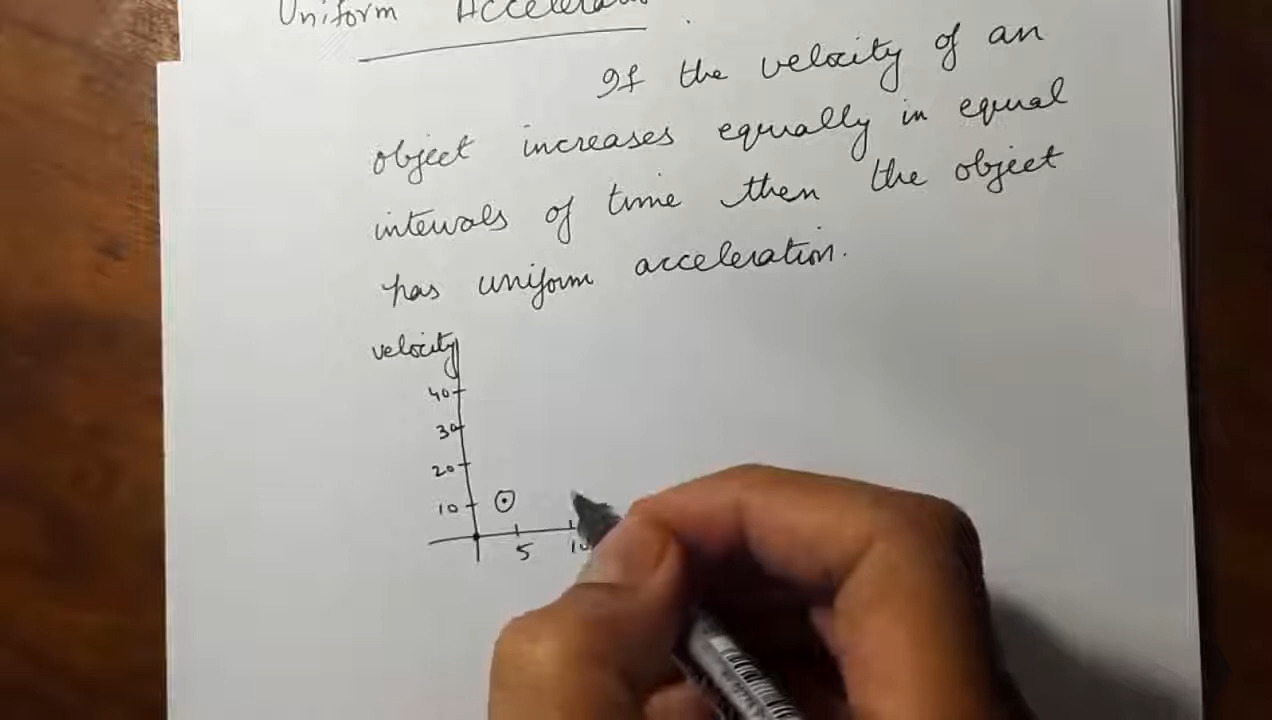 Uniform
If the velocity of an
object increases equally in equal
intervals of time then the object
has uniform acceleration.
velocity
40
30
20
10
5